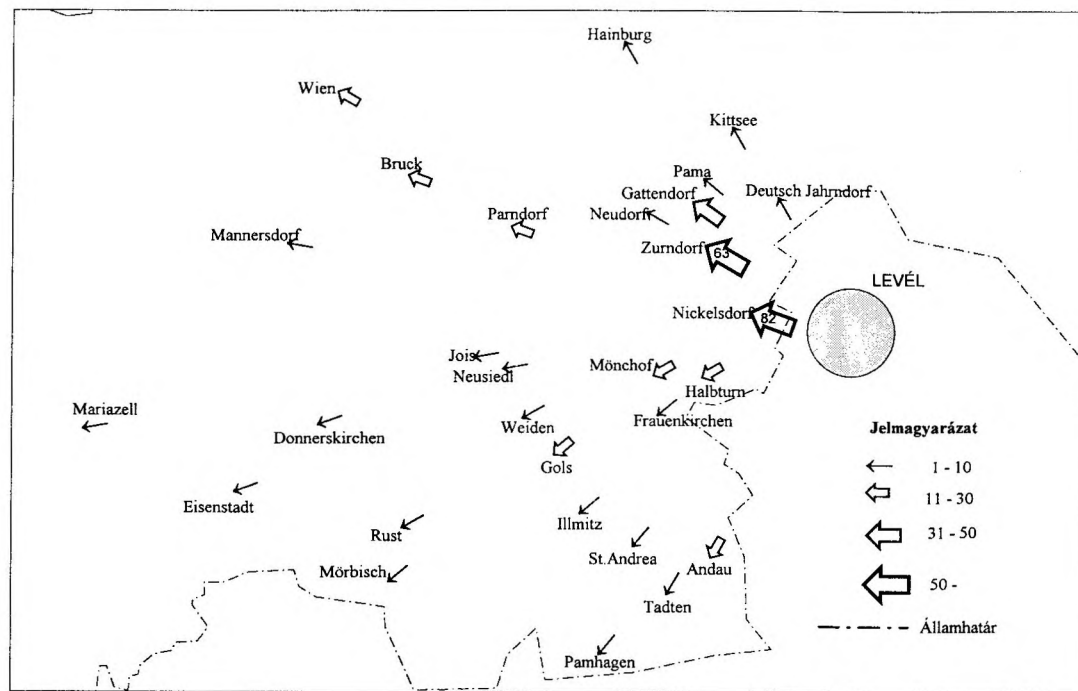 Hainburg
Wien
Kittsee
Bruck
Pama
Gattendorf
Deutsch Jahrndorf
Neudorf
Parndorf
Mannersdorf
Zurndorf
63
LEVÉL
Nickelsdorf
82
Jois
Neusiedl
Mönchof
Halbturn
Mariazell
Donnerskirchen
Weiden
Frauenkirchen
Gols
Eisenstadt
Rust
Illmitz
St.Andrea
Andau
Mörbisch
Tadten
Pamhagen
Jelmagyarázat
1 - 10
11 - 30
31 - 50
50 -
Államhatár